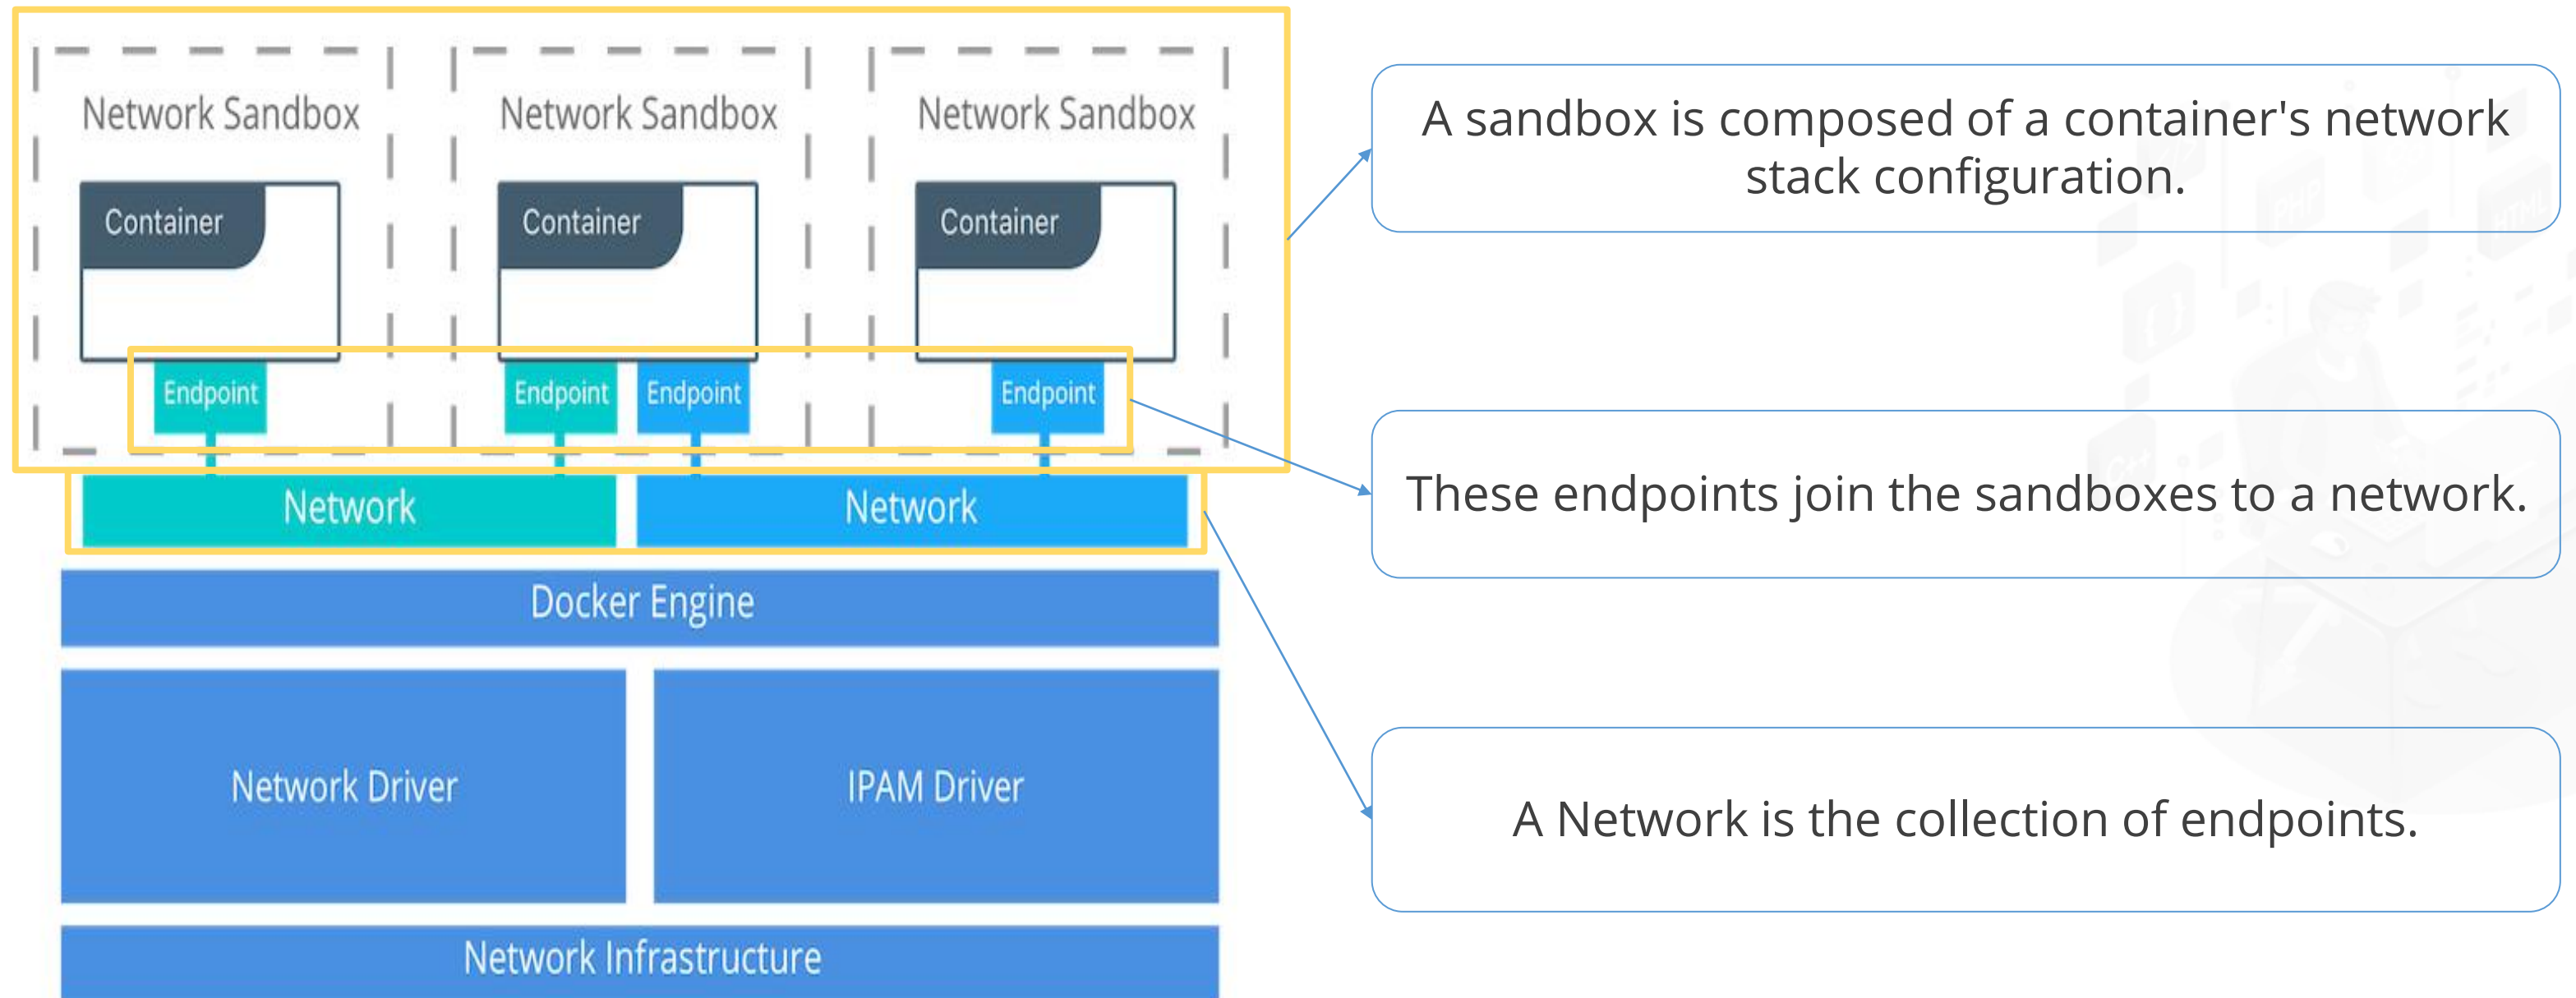 Network Sandbox
Network Sandbox
Network Sandbox
Container
Container
Container
Endpoint
Endpoint
Endpoint
Endpoint
Network
Network
Docker Engine
Network Driver
IPAM Driver
Network Infrastructure
A sandbox is composed of a container's network
stack configuration.
These endpoints join the sandboxes to a network.
A Network is the collection of endpoints.
PHP
HTML
C++